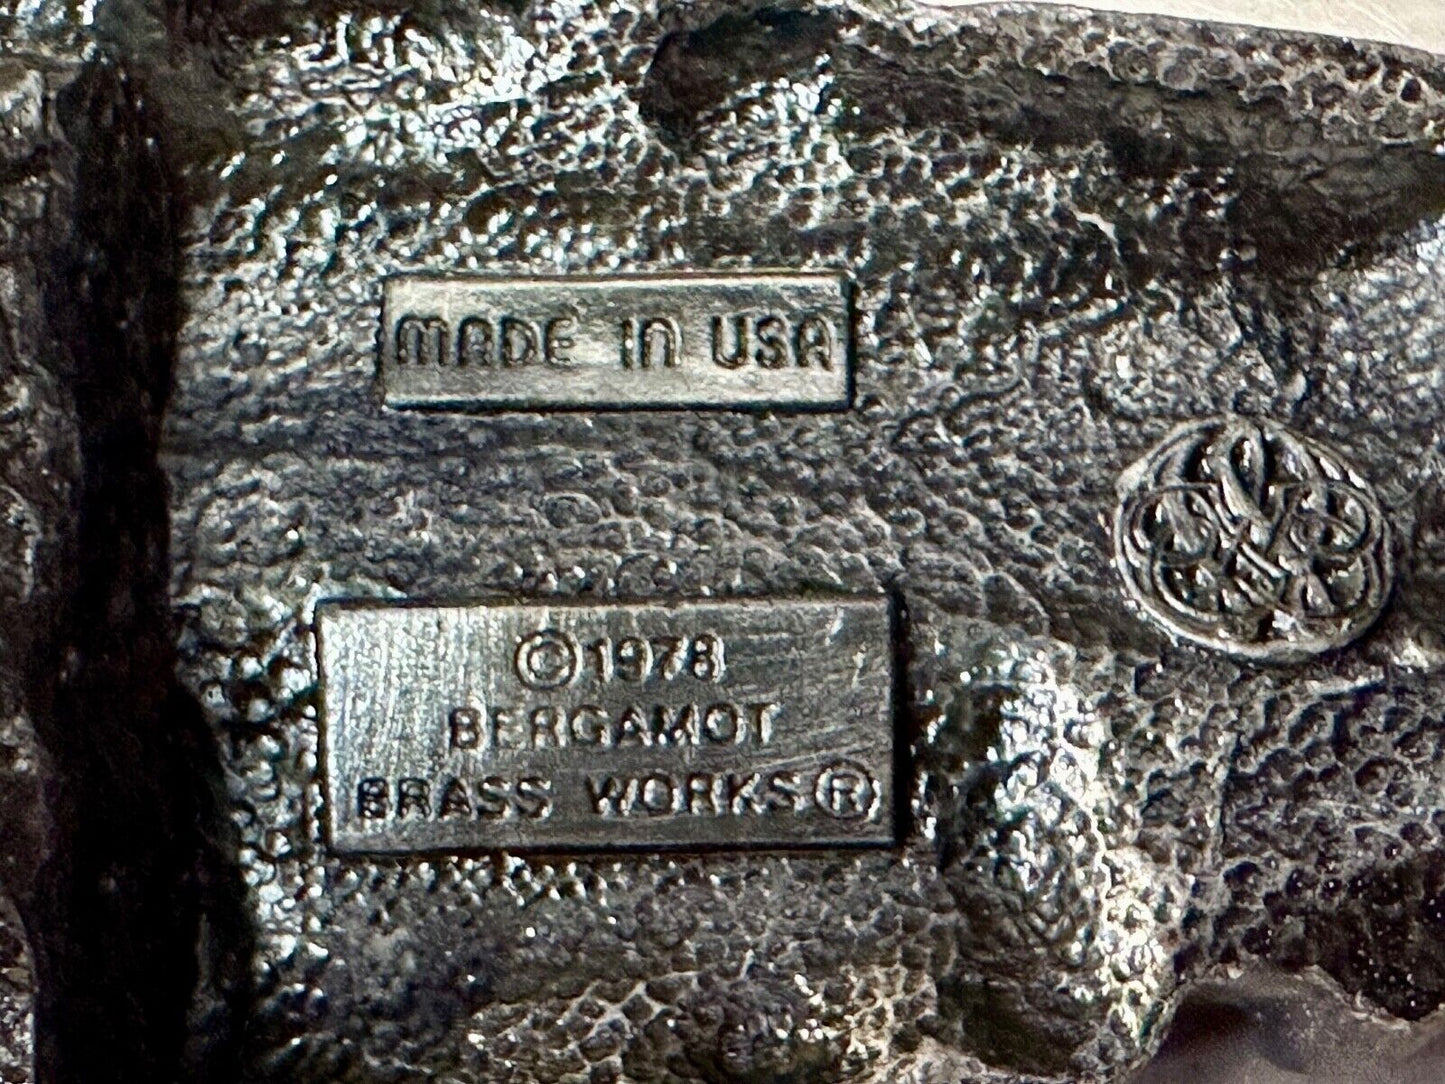 MADE IN USA
©1978
BERGAMOT
BRASS WORKS®